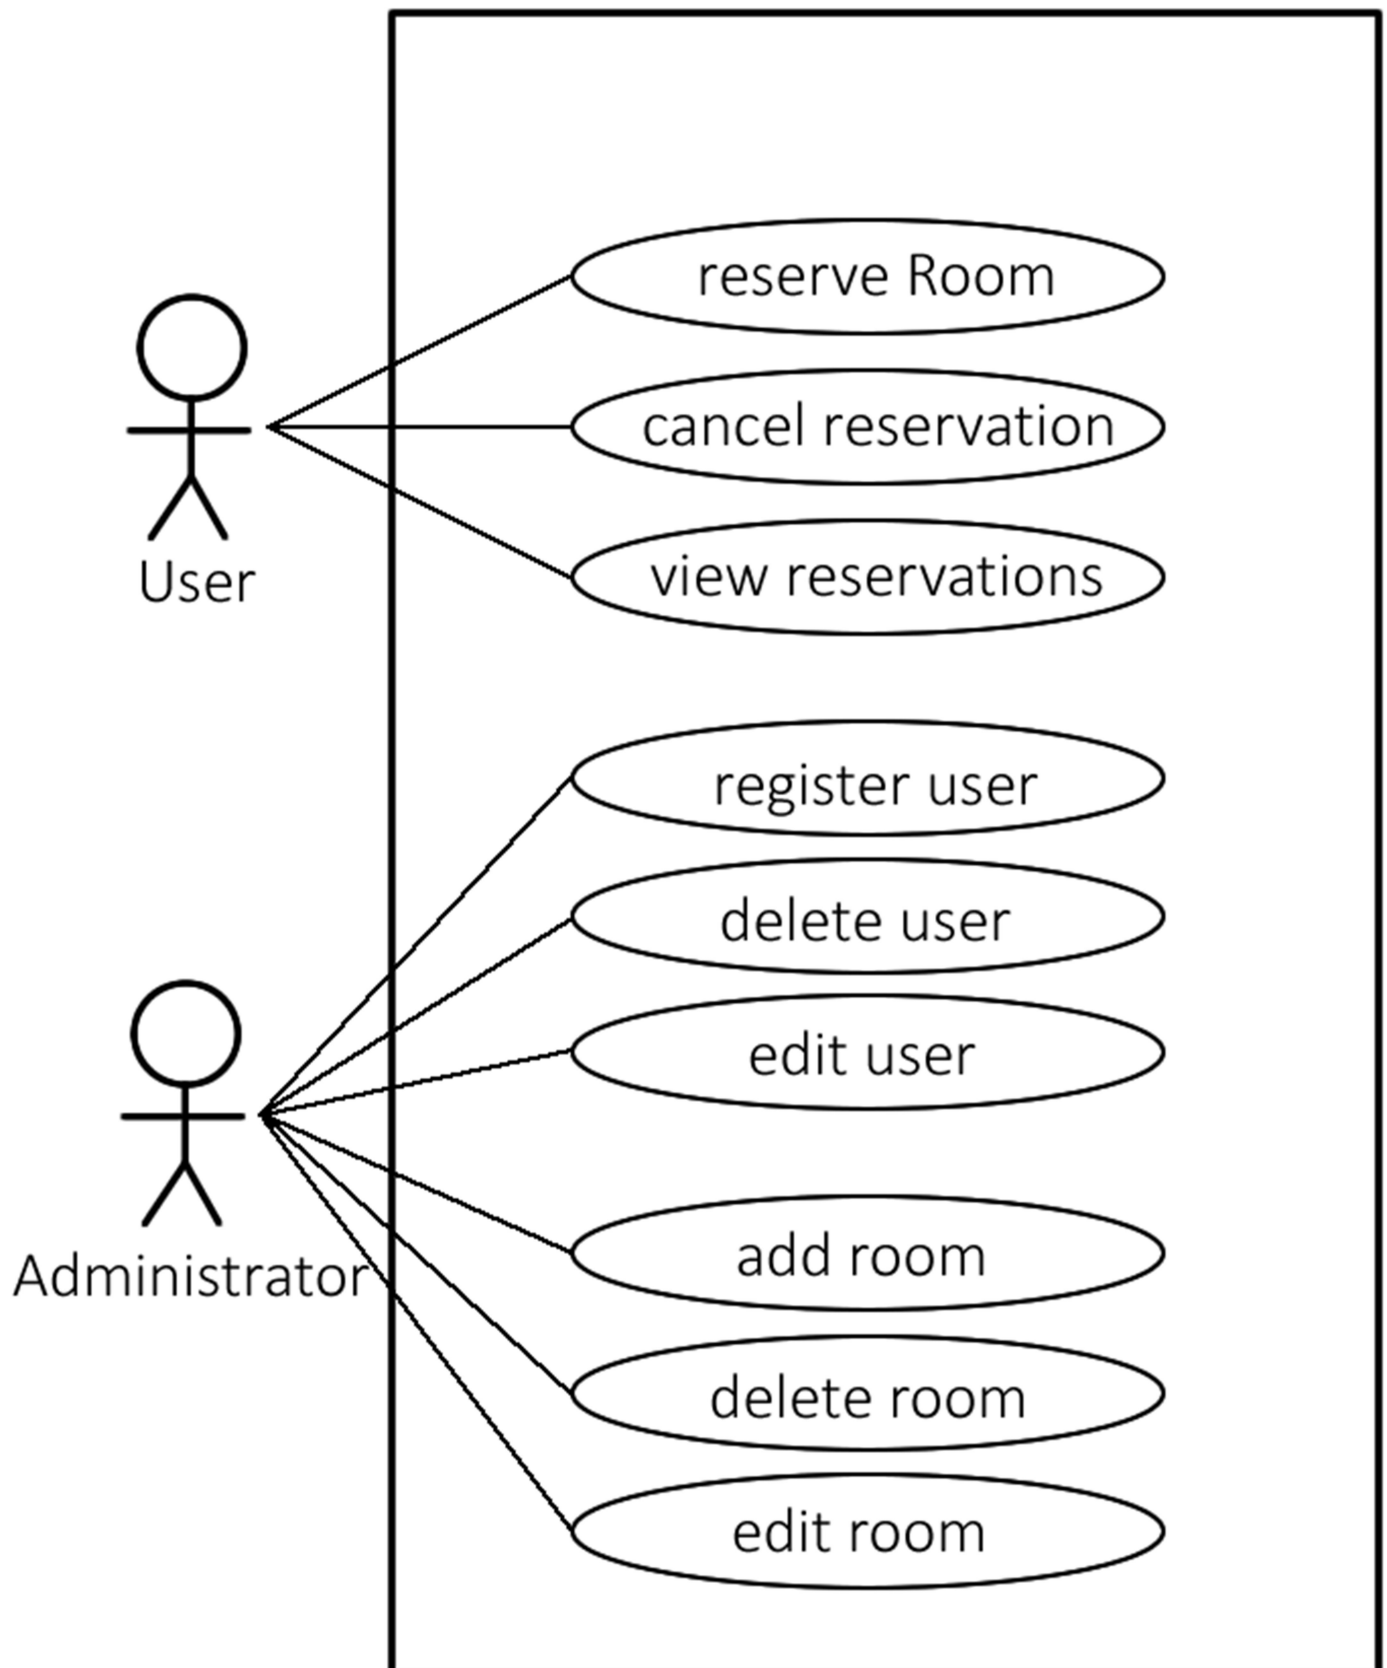 reserve Room
cancel reservation
view reservations
User
register user
delete user
edit user
add room
Administrator
delete room
edit room